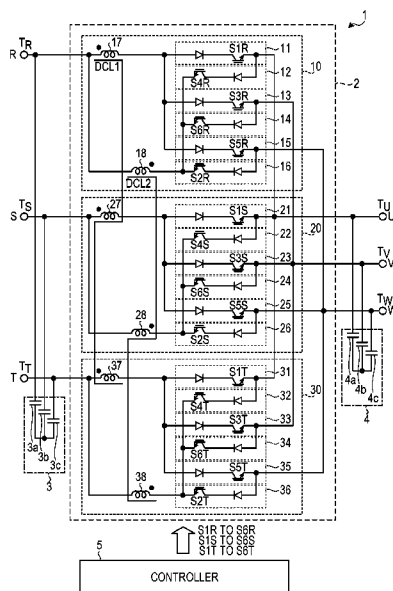 1
2
R T_R
17
DCL1
18
DCL2
S1R 11
10
S4R 12
S3R 13
S6R 14
S5R 15
S2R 16
S T_S
27
28
S1S 21
20
S4S 22
S3S 23
S6S 24
S5S 25
S2S 26
T_U U
T_V V
T_W W
4a
4b
4c
4
T T_T
37
38
S1T 31
30
S4T 32
S3T 33
S6T 34
S5T 35
S2T 36
3a
3b
3c
3
S1R TO S6R
S1S TO S6S
S1T TO S6T
5
CONTROLLER